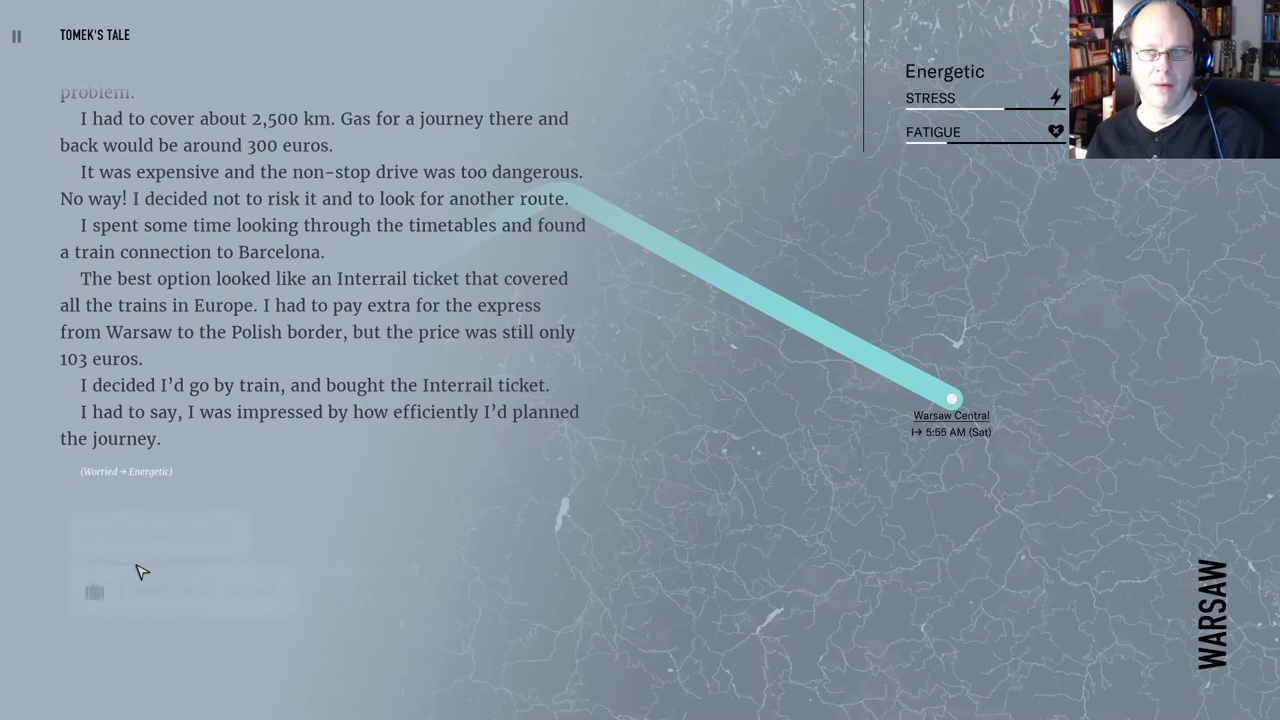 TOMEK'S TALE
problem.
I had to cover about 2,500 km. Gas for a journey there and
back would be around 300 euros.
It was expensive and the non-stop drive was too dangerous.
No way! I decided not to risk it and to look for another route.
I spent some time looking through the timetables and found
a train connection to Barcelona.
The best option looked like an Interrail ticket that covered
all the trains in Europe. I had to pay extra for the express
from Warsaw to the Polish border, but the price was still only
103 euros.
I decided I’d go by train, and bought the Interrail ticket.
I had to say, I was impressed by how efficiently I’d planned
the journey.
(Worried → Energetic)
Energetic
STRESS
FATIGUE
Warsaw Central
I→ 5:55 AM (Sat)
WARSAW